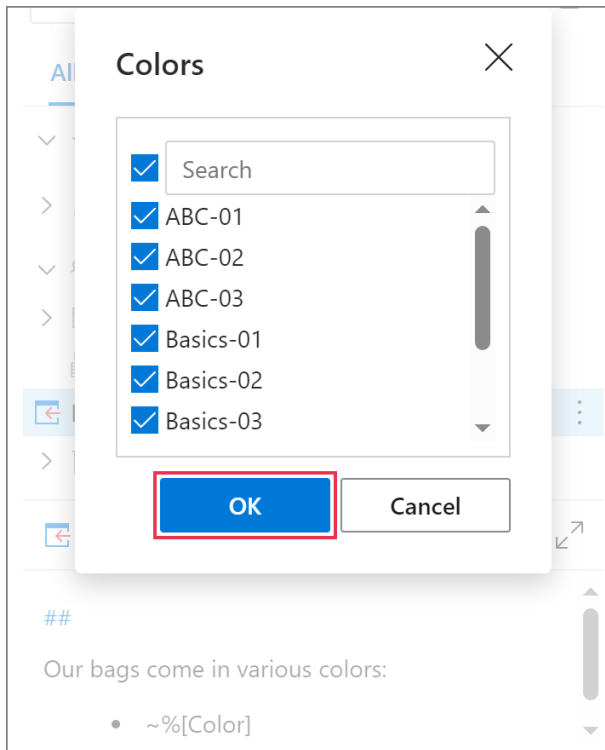 All
Colors
Search
ABC-01
ABC-02
ABC-03
Basics-01
Basics-02
Basics-03
OK
Cancel
##
Our bags come in various colors:
• ~%[Color]